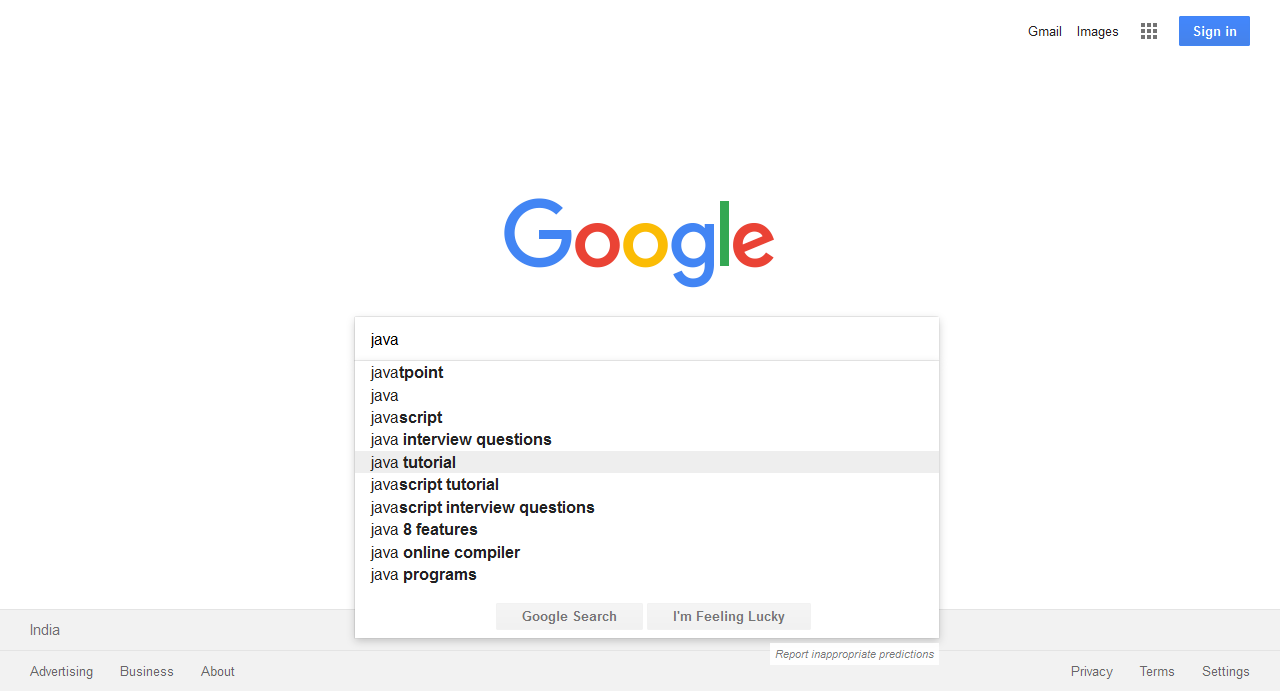 Gmail Images Sign in
Google
java
javatpoint
java
javascript
java interview questions
java tutorial
javascript tutorial
javascript interview questions
java 8 features
java online compiler
java programs
Google Search I'm Feeling Lucky
India
Report inappropriate predictions
Advertising Business About Privacy Terms Settings